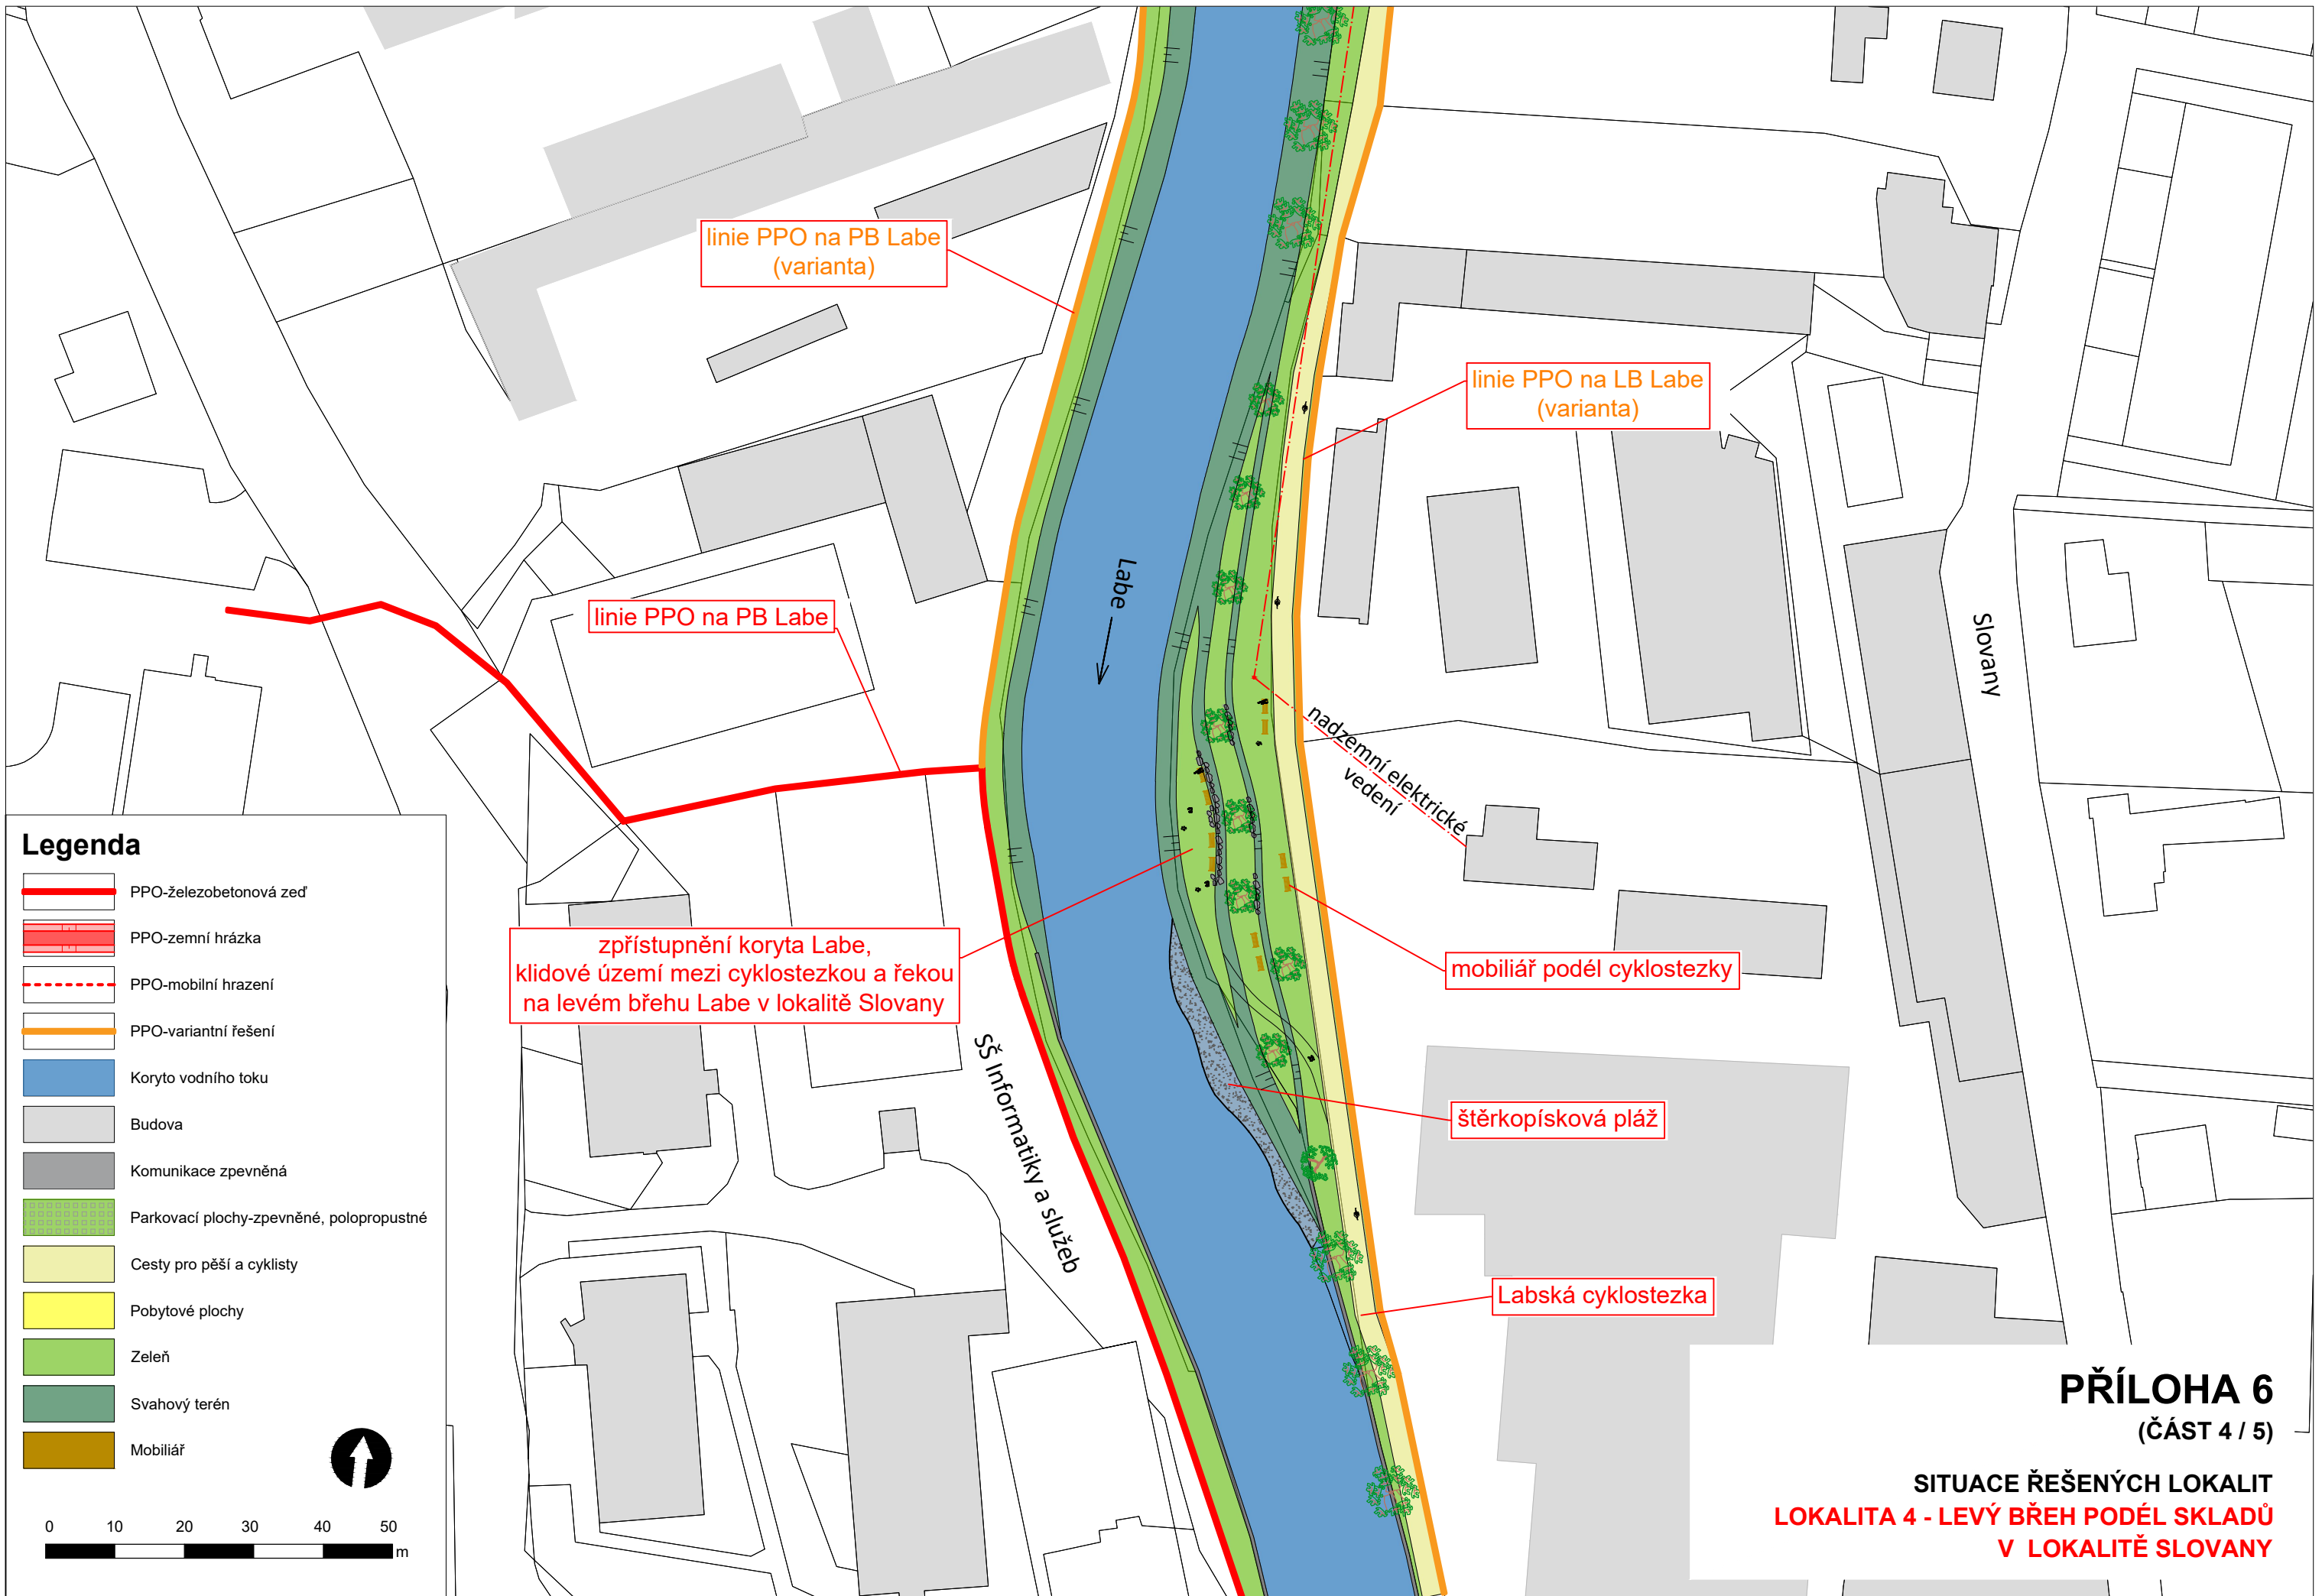 linie PPO na PB Labe
(varianta)
linie PPO na LB Labe
(varianta)
Labe
linie PPO na PB Labe
Slovany
nadzemní elektrické
vedení
zpřístupnění koryta Labe,
klidové území mezi cyklostezkou a řekou
na levém břehu Labe v lokalitě Slovany
mobiliář podél cyklostezky
SŠ Informatiky a služeb
štěrkopísková pláž
Labská cyklostezka
Legenda
PPO-železobetonová zeď
PPO-zemní hrázka
PPO-mobilní hrazení
PPO-variantní řešení
Koryto vodního toku
Budova
Komunikace zpevněná
Parkovací plochy-zpevněné, polopropustné
Cesty pro pěší a cyklisty
Pobytové plochy
Zeleň
Svahový terén
Mobiliář
0 10 20 30 40 50
m
PŘÍLOHA 6
(ČÁST 4 / 5)
SITUACE ŘEŠENÝCH LOKALIT
LOKALITA 4 - LEVÝ BŘEH PODÉL SKLADŮ
V LOKALITĚ SLOVANY